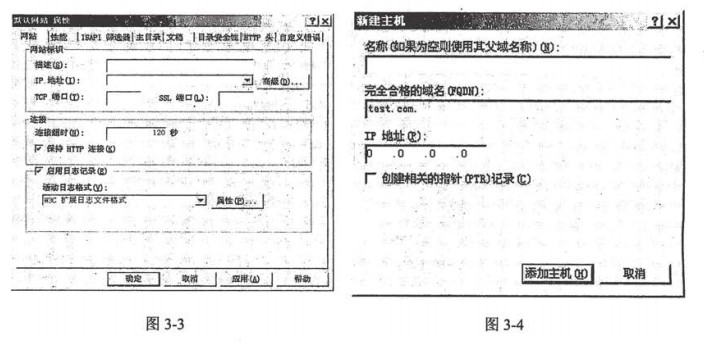 默认网站 属性
网站 性能 ISAPI 筛选器 主目录 文档 目录安全性 HTTP 头 自定义错误
网站标识
描述(S):
IP 地址(I):
高级(D)...
TCP 端口(T):
SSL 端口(L):
连接
连接超时(N):
120 秒
保持 HTTP 连接(K)
启用日志记录(E)
活动日志格式(V):
W3C 扩展日志文件格式
属性(P)...
确定 取消 应用(A) 帮助
图 3-3
新建主机
名称(如果为空则使用其父域名称)(N):
完全合格的域名(FQDN):
test.com.
IP 地址(P):
0 .0 .0 .0
创建相关的指针(PTR)记录(C)
添加主机(H) 取消
图 3-4